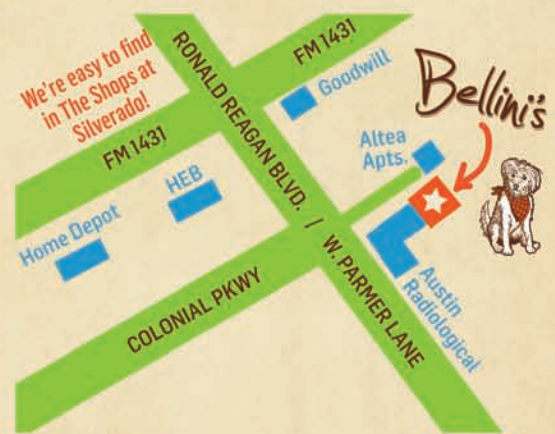 We're easy to find
in The Shops at
Silverado!
FM 1431
RONALD REAGAN BLVD. / W. PARMER LANE
FM 1431
Goodwill
Bellini's
Altea
Apts.
HEB
Home Depot
COLONIAL PKWY
Austin
Radiological